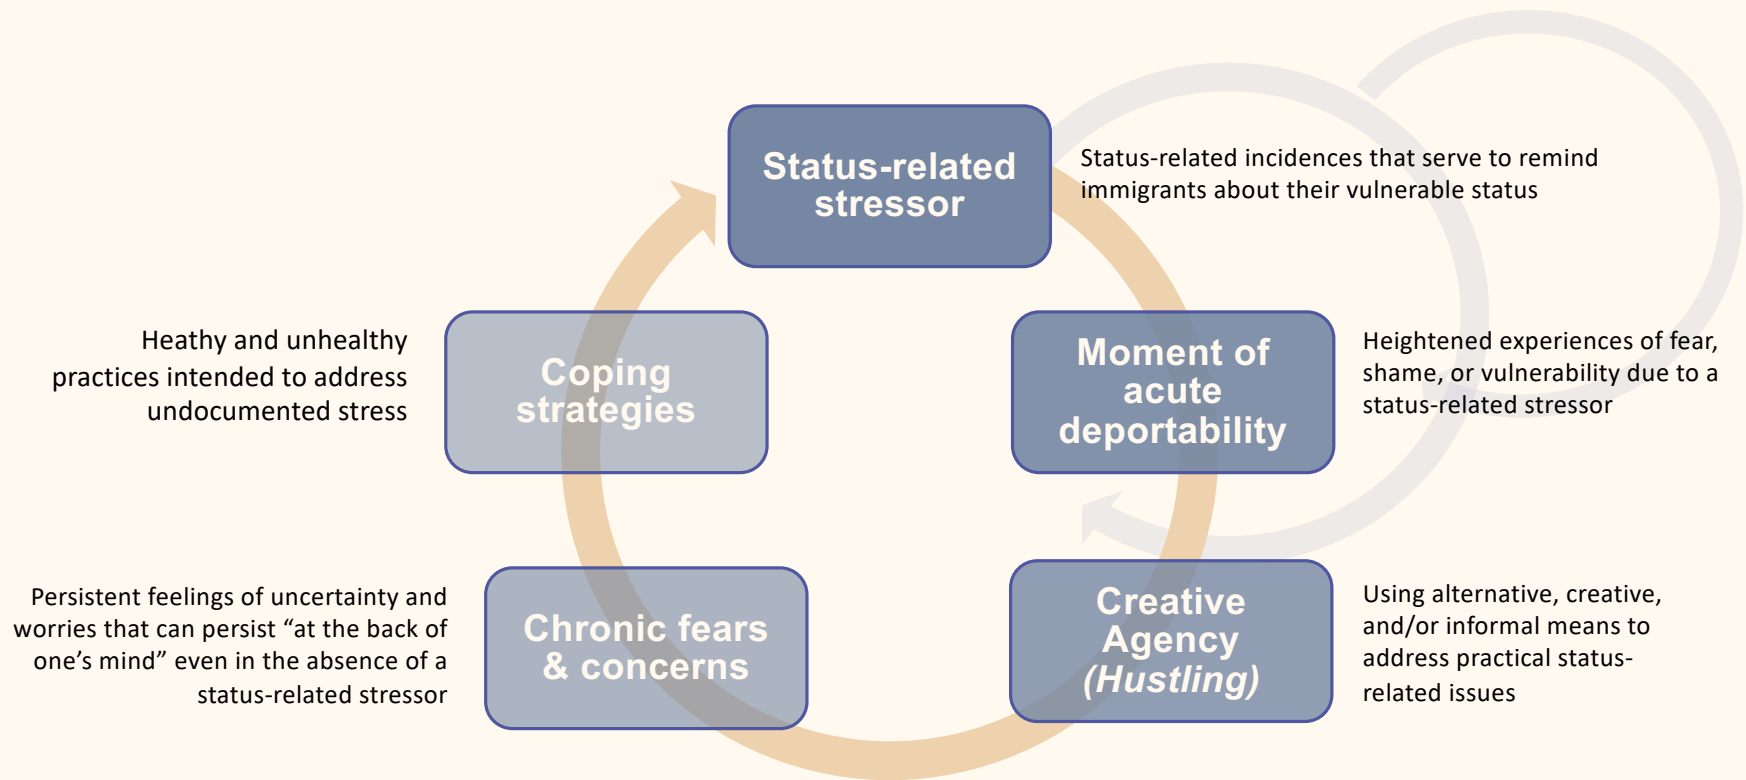 Status-related
stressor
Status-related incidences that serve to remind
immigrants about their vulnerable status
Moment of
acute
deportability
Heightened experiences of fear,
shame, or vulnerability due to a
status-related stressor
Creative
Agency
(Hustling)
Using alternative, creative,
and/or informal means to
address practical status-
related issues
Chronic fears
& concerns
Persistent feelings of uncertainty and
worries that can persist “at the back of
one’s mind” even in the absence of a
status-related stressor
Coping
strategies
Heathy and unhealthy
practices intended to address
undocumented stress